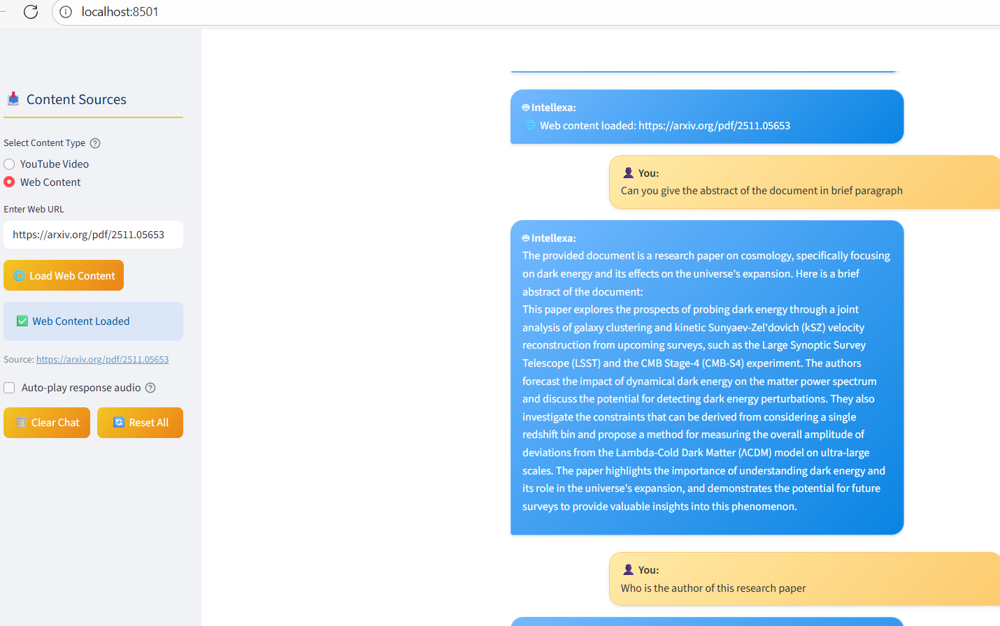 localhost:8501
Content Sources
Select Content Type
YouTube Video
Web Content
Enter Web URL
https://arxiv.org/pdf/2511.05653
Load Web Content
Web Content Loaded
Source: https://arxiv.org/pdf/2511.05653
Auto-play response audio
Clear Chat
Reset All
Intellexa:
Web content loaded: https://arxiv.org/pdf/2511.05653
You:
Can you give the abstract of the document in brief paragraph
Intellexa:
The provided document is a research paper on cosmology, specifically focusing
on dark energy and its effects on the universe's expansion. Here is a brief
abstract of the document:
This paper explores the prospects of probing dark energy through a joint
analysis of galaxy clustering and kinetic Sunyaev-Zel'dovich (kSZ) velocity
reconstruction from upcoming surveys, such as the Large Synoptic Survey
Telescope (LSST) and the CMB Stage-4 (CMB-S4) experiment. The authors
forecast the impact of dynamical dark energy on the matter power spectrum
and discuss the potential for detecting dark energy perturbations. They also
investigate the constraints that can be derived from considering a single
redshift bin and propose a method for measuring the overall amplitude of
deviations from the Lambda-Cold Dark Matter (ΛCDM) model on ultra-large
scales. The paper highlights the importance of understanding dark energy and
its role in the universe's expansion, and demonstrates the potential for future
surveys to provide valuable insights into this phenomenon.
You:
Who is the author of this research paper